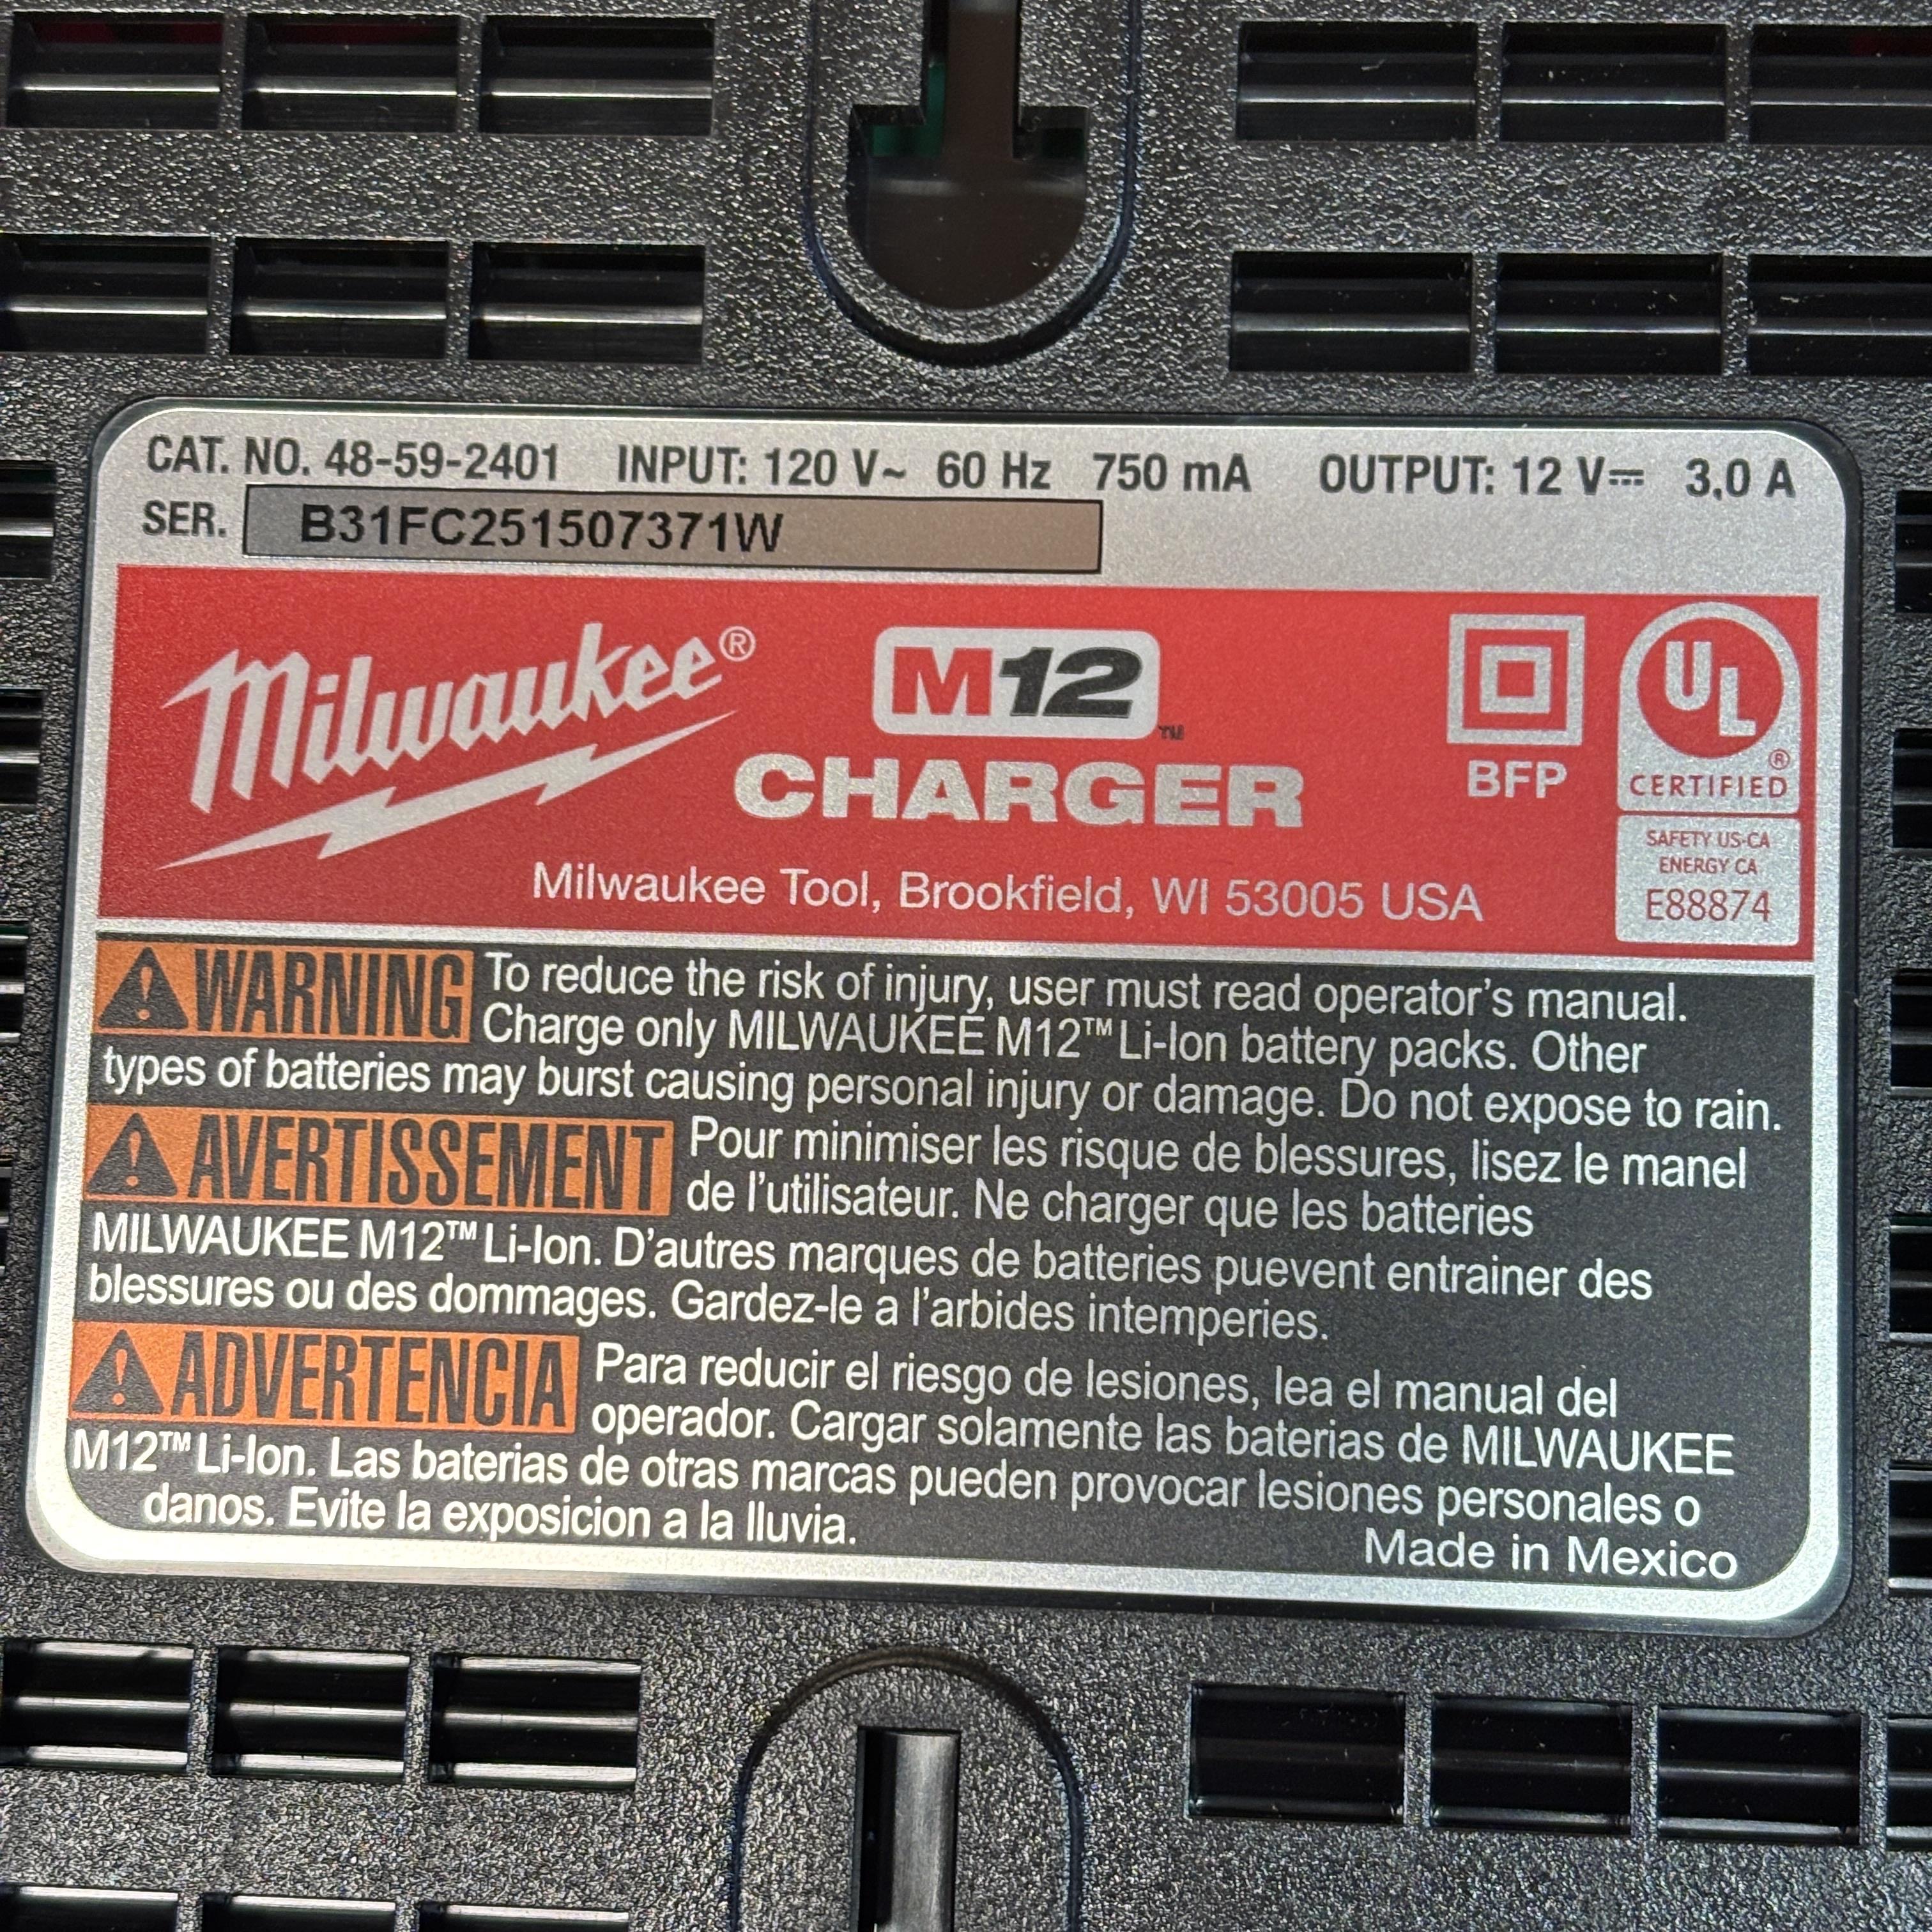 CAT. NO. 48-59-2401 INPUT: 120 V~ 60 Hz 750 mA OUTPUT: 12 V⎓ 3.0 A
SER. B31FC251507371W
Milwaukee®
M12™
CHARGER
BFP
UL®
CERTIFIED
SAFETY US-CA
ENERGY CA
E88874
Milwaukee Tool, Brookfield, WI 53005 USA
WARNING To reduce the risk of injury, user must read operator's manual.
Charge only MILWAUKEE M12™ Li-Ion battery packs. Other
types of batteries may burst causing personal injury or damage. Do not expose to rain.
AVERTISSEMENT Pour minimiser les risque de blessures, lisez le manel
de l'utilisateur. Ne charger que les batteries
MILWAUKEE M12™ Li-Ion. D'autres marques de batteries puevent entrainer des
blessures ou des dommages. Gardez-le a l'arbides intemperies.
ADVERTENCIA Para reducir el riesgo de lesiones, lea el manual del
operador. Cargar solamente las baterias de MILWAUKEE
M12™ Li-Ion. Las baterias de otras marcas pueden provocar lesiones personales o
danos. Evite la exposicion a la lluvia.
Made in Mexico